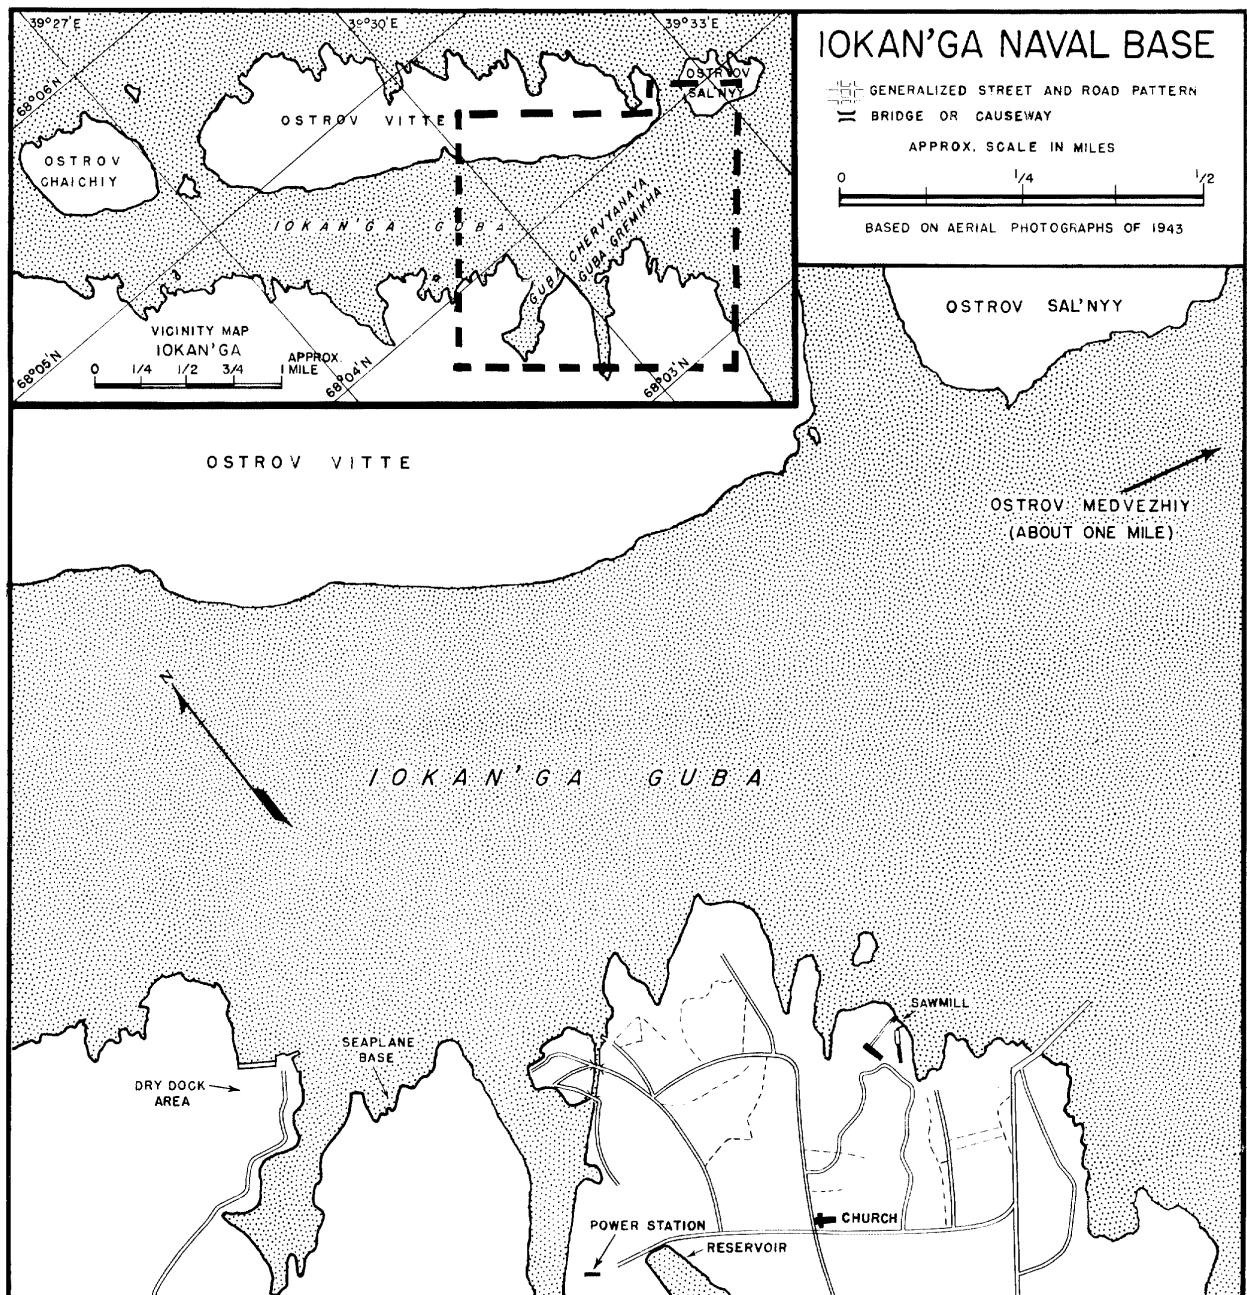 39°27'E
39°30'E
39°33'E
68°06'N
OSTROV
SAL'NYY
OSTROV VITTE
OSTROV
CHAICHIY
IOKAN'GA GUBA
GUBA CHERVYANAYA
GUBA GREMIKHA
VICINITY MAP
IOKAN'GA
APPROX.
0 1/4 1/2 3/4 1 MILE
68°05'N
68°04'N
68°03'N
IOKAN'GA NAVAL BASE
GENERALIZED STREET AND ROAD PATTERN
BRIDGE OR CAUSEWAY
APPROX. SCALE IN MILES
0 1/4 1/2
BASED ON AERIAL PHOTOGRAPHS OF 1943
OSTROV SAL'NYY
OSTROV VITTE
OSTROV MEDVEZHIY
(ABOUT ONE MILE)
N
IOKAN'GA GUBA
SAWMILL
SEAPLANE
BASE
DRY DOCK
AREA
CHURCH
POWER STATION
RESERVOIR